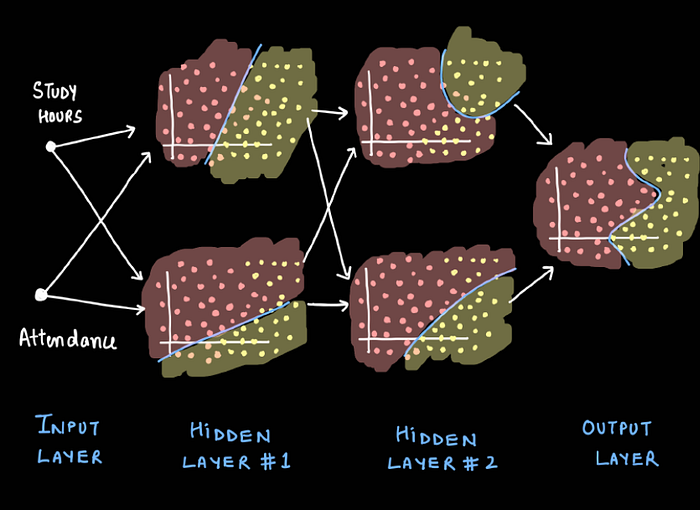 STUDY
HOURS
Attendance
INPUT
LAYER
HIDDEN
LAYER #1
HIDDEN
LAYER #2
OUTPUT
LAYER